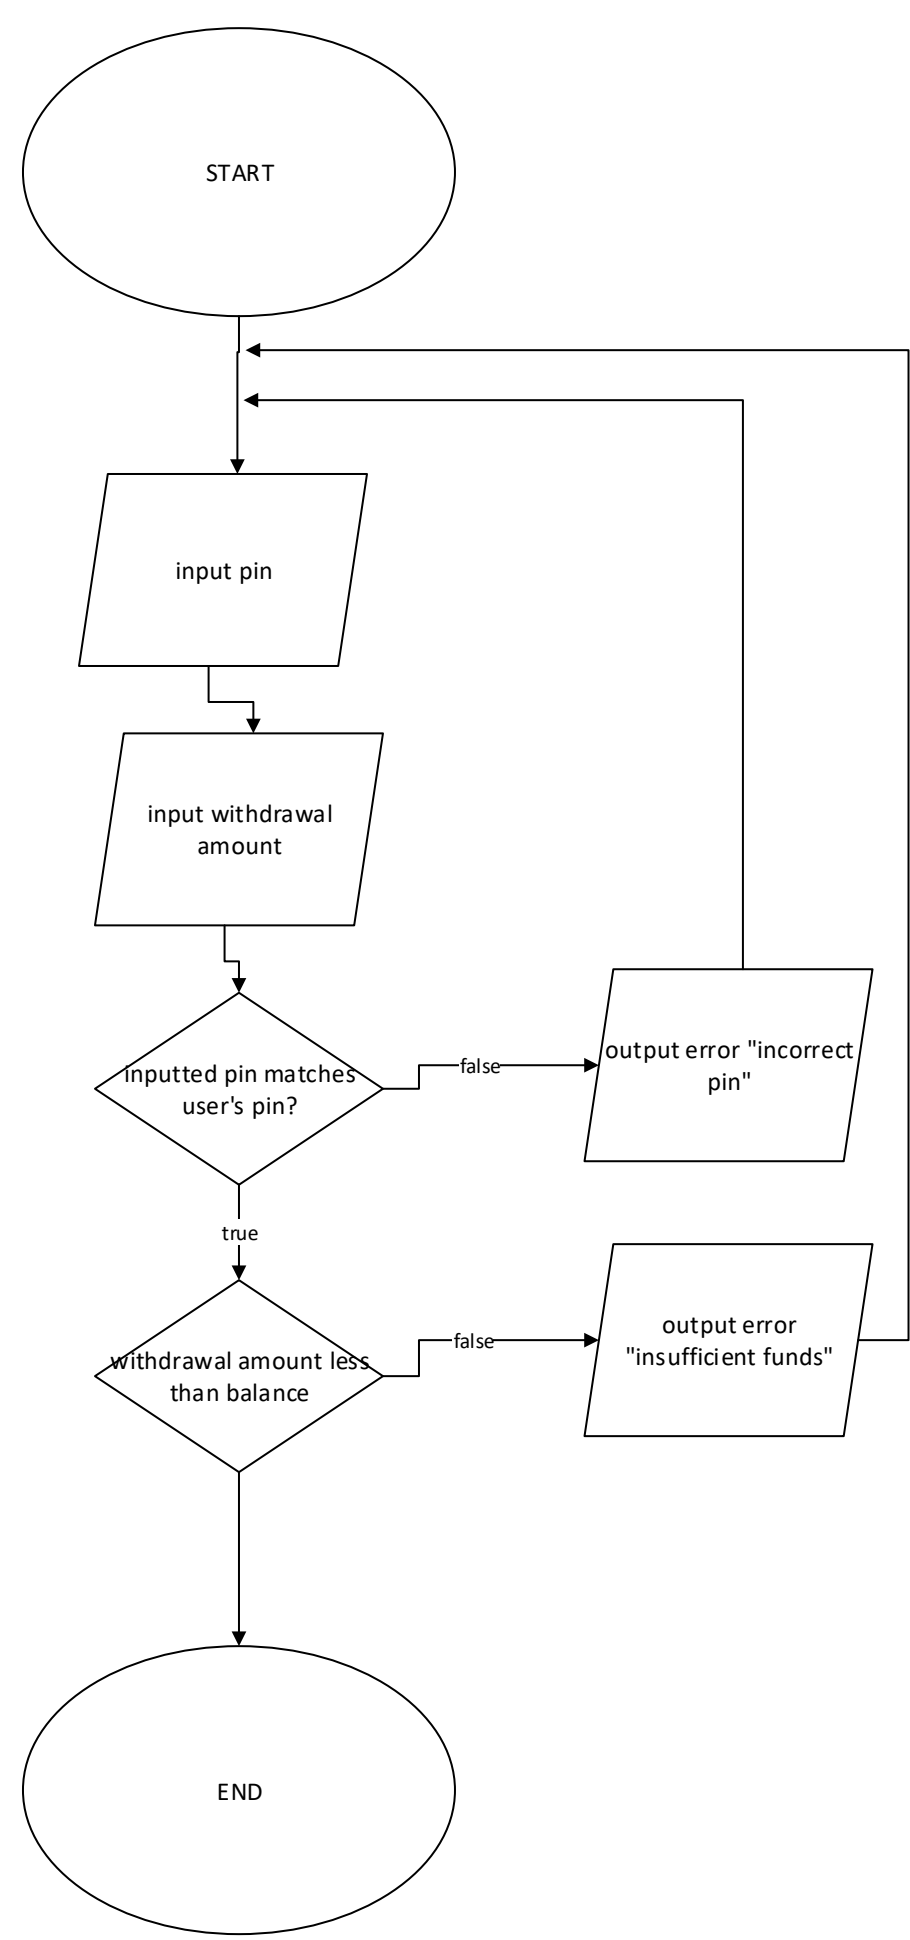 START
input pin
input withdrawal
amount
inputted pin matches
user's pin?
false
output error "incorrect
pin"
true
withdrawal amount less
than balance
false
output error
"insufficient funds"
END